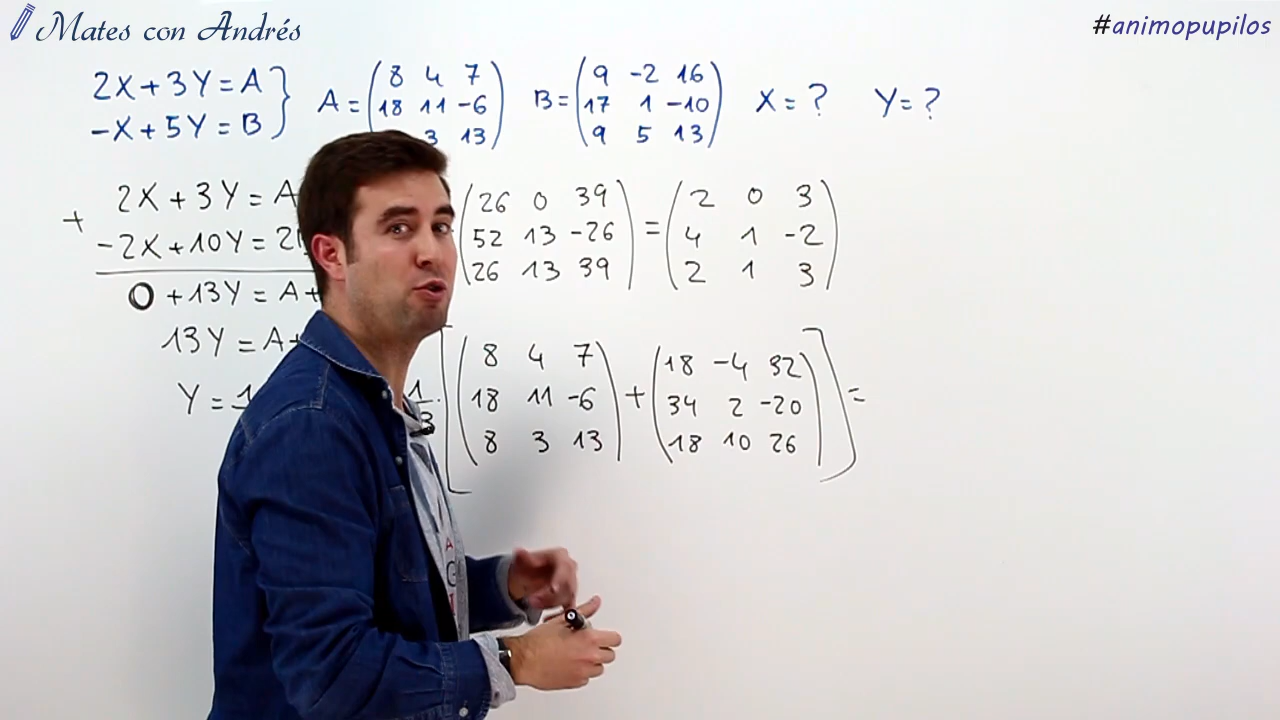 Mates con Andrés
#animopupilos
2X + 3Y = A
-X + 5Y = B
A = ( 8 4 7
18 11 -6
3 13 )
B = ( 9 -2 16
17 1 -10
9 5 13 )
X = ? Y = ?
+
2X + 3Y = A
-2X + 10Y = 2
0 + 13Y = A +
13Y = A +
Y = 1
( 26 0 39
52 13 -26
26 13 39 )
= ( 2 0 3
4 1 -2
2 1 3 )
1
3 ·
[ ( 8 4 7
18 11 -6
8 3 13 )
+ ( 18 -4 32
34 2 -20
18 10 26 ) ] =